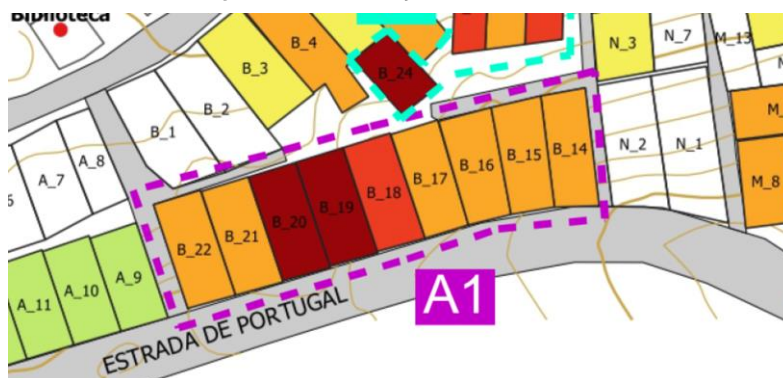 Biblioteca
B_4
N_3
N_7
M_13
B_3
B_24
B_2
B_1
A_8
A_7
N_2
N_1
B_14
B_15
B_16
B_17
B_18
B_19
B_20
B_21
B_22
M_8
A_9
A_10
A_11
A1
ESTRADA DE PORTUGAL